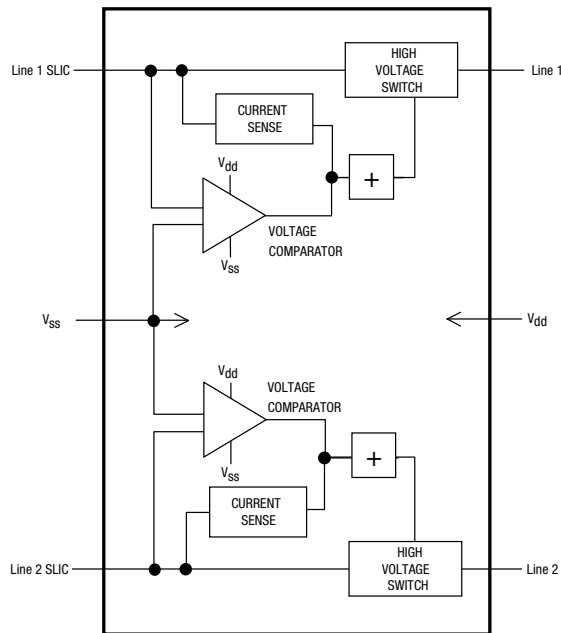 HIGH
VOLTAGE
SWITCH
Line 1 SLIC
Line 1
CURRENT
SENSE
Vdd
+
VOLTAGE
COMPARATOR
Vss
Vss
Vdd
Vdd
VOLTAGE
COMPARATOR
+
Vss
CURRENT
SENSE
HIGH
VOLTAGE
SWITCH
Line 2 SLIC
Line 2